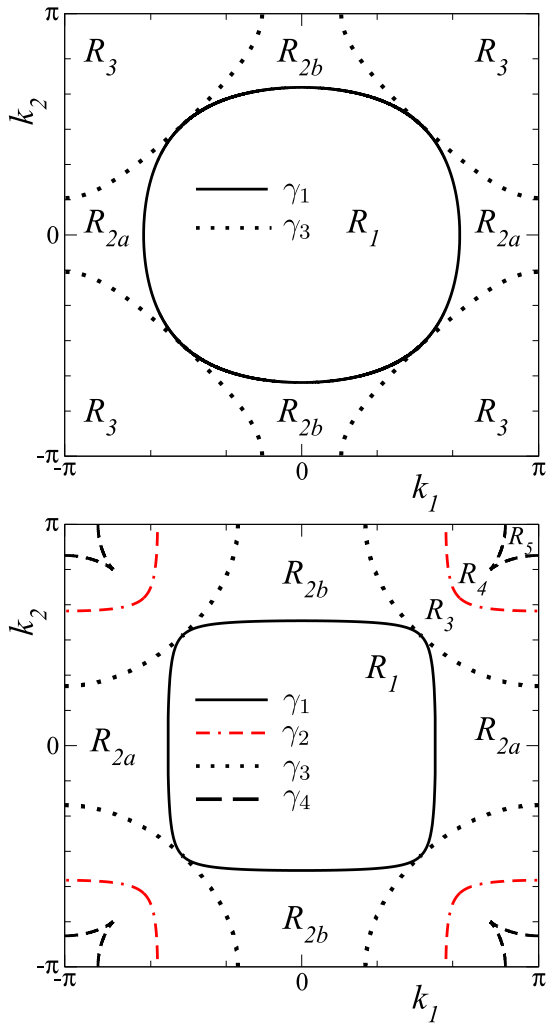 π
R₃ R₂b R₃
k₂
γ₁
R₂a γ₃ R₁ R₂a
0
R₃ R₂b R₃
-π
-π 0 π
k₁
π
R₅
R₂b R₄
k₂
R₃
R₁
γ₁
R₂a γ₂ R₂a
0
γ₃
γ₄
R₂b
-π
-π 0 π
k₁